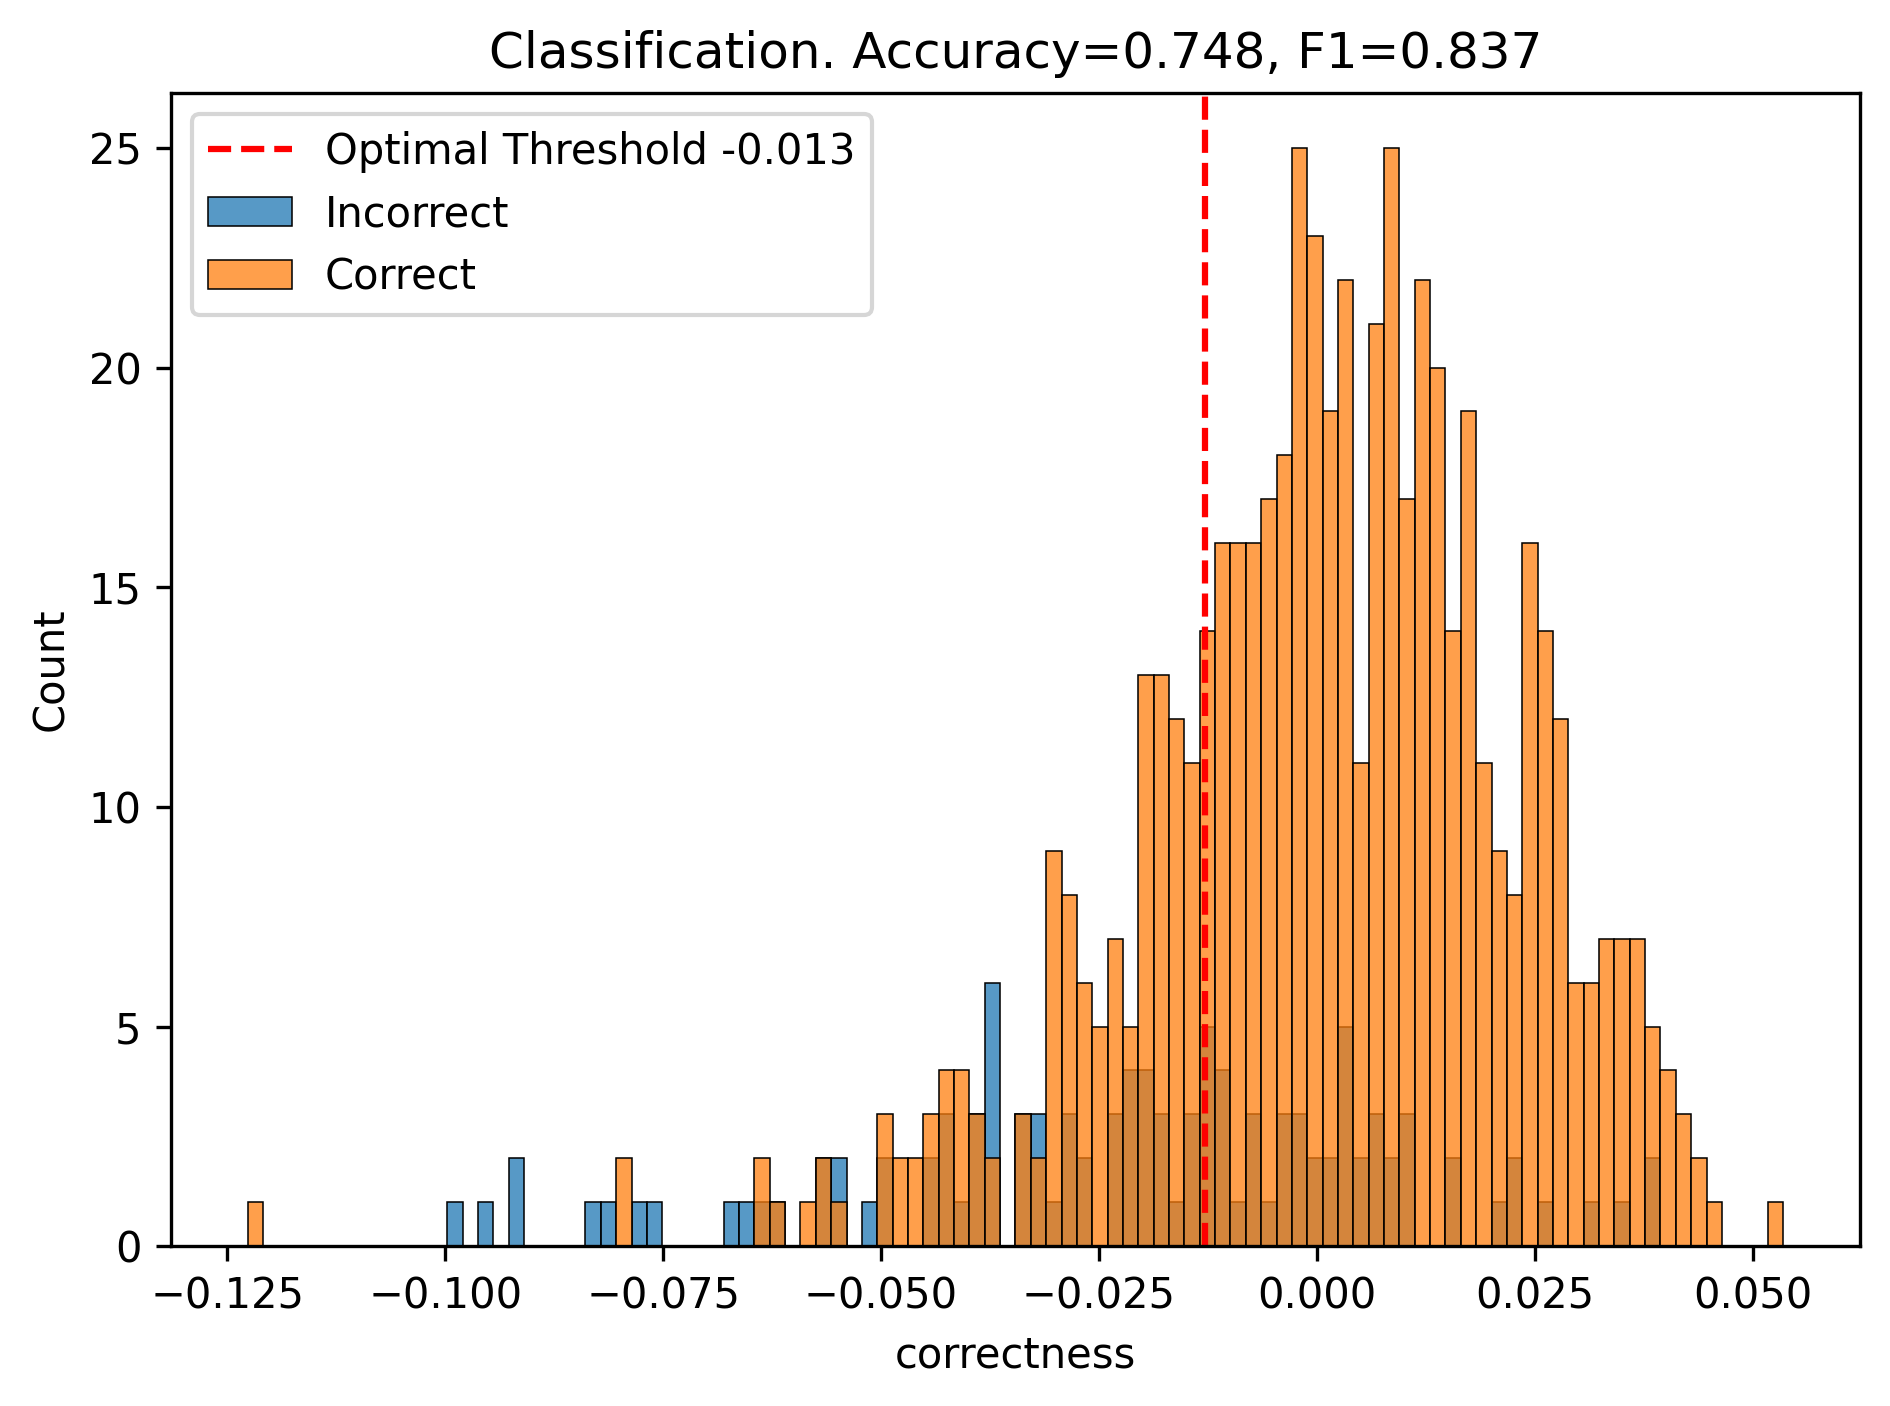 Classification. Accuracy=0.748, F1=0.837
Optimal Threshold -0.013
Incorrect
Correct
25
20
15
10
5
0
Count
−0.125 −0.100 −0.075 −0.050 −0.025 0.000 0.025 0.050
correctness